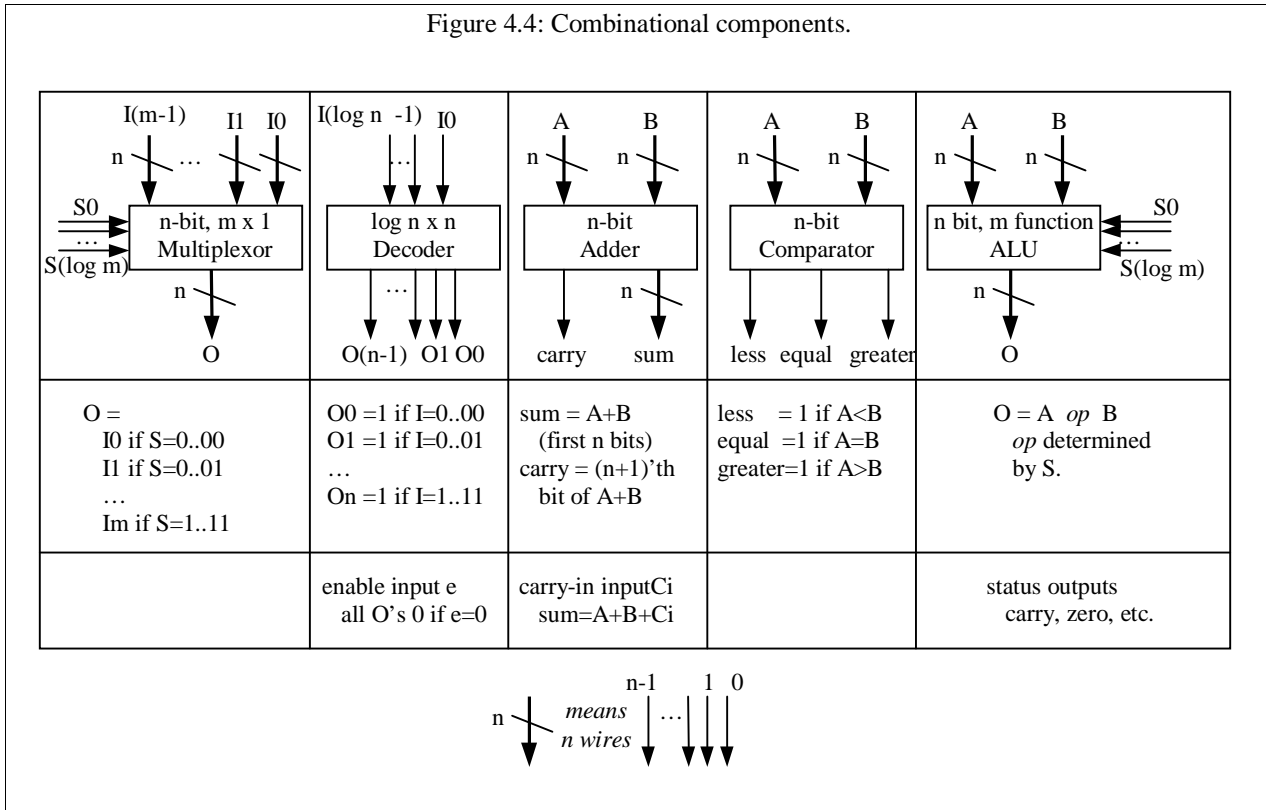 Figure 4.4: Combinational components.
I(m-1) I1 I0
n …
S0
…
S(log m)
n-bit, m x 1
Multiplexor
n
O
I(log n -1) I0
…
log n x n
Decoder
…
O(n-1) O1 O0
A B
n n
n-bit
Adder
n
carry sum
A B
n n
n-bit
Comparator
less equal greater
A B
n n
n bit, m function
ALU
S0
…
S(log m)
n
O
O =
I0 if S=0..00
I1 if S=0..01
…
Im if S=1..11
O0 =1 if I=0..00
O1 =1 if I=0..01
…
On =1 if I=1..11
sum = A+B
(first n bits)
carry = (n+1)'th
bit of A+B
less = 1 if A<B
equal =1 if A=B
greater=1 if A>B
O = A op B
op determined
by S.
enable input e
all O's 0 if e=0
carry-in inputCi
sum=A+B+Ci
status outputs
carry, zero, etc.
n
means
n wires
n-1 1 0
…